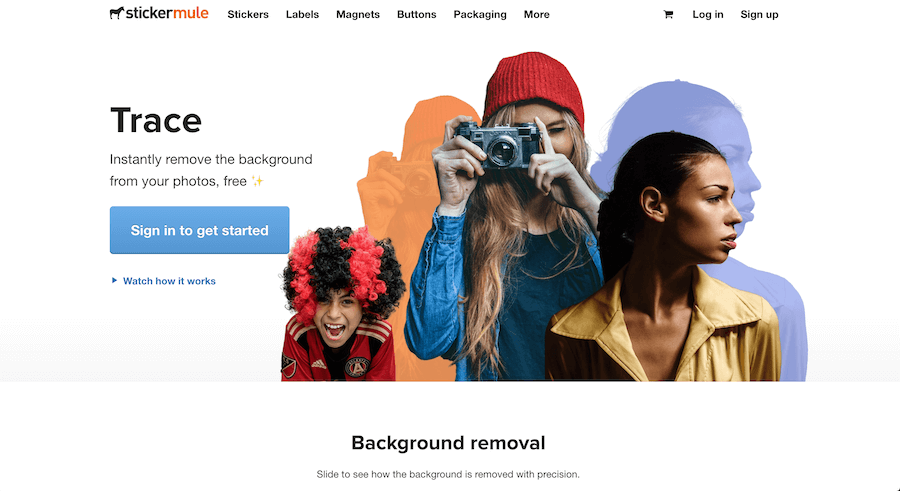 stickermule Stickers Labels Magnets Buttons Packaging More Log in Sign up
Trace
Instantly remove the background
from your photos, free ✨
Sign in to get started
Watch how it works
Background removal
Slide to see how the background is removed with precision.